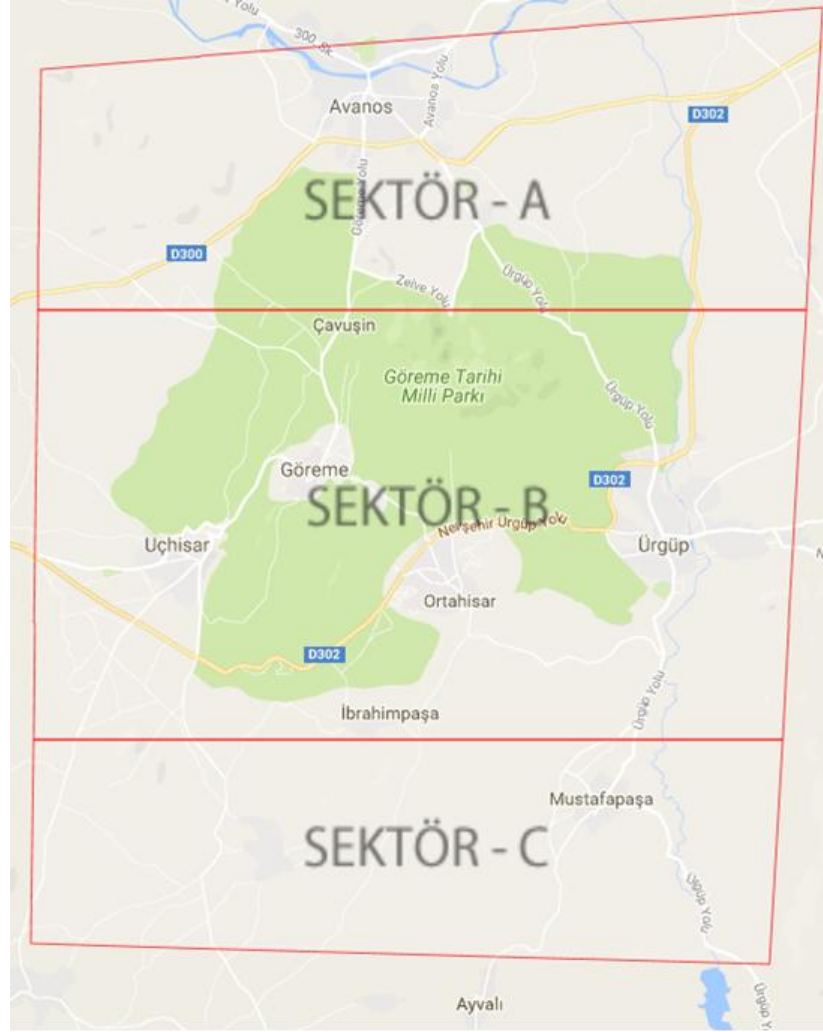 Yolu
300. Sk.
Avanos
Avanos Yolu
D302
SEKTÖR - A
Göreme Yolu
D300
Zelve Yolu
Ürgüp Yolu
Çavuşin
Göreme Tarihi
Milli Parkı
Ürgüp Yolu
Göreme
D302
SEKTÖR - B
Nevşehir Ürgüp Yolu
Uçhisar
Ürgüp
Ortahisar
D302
Ürgüp Yolu
İbrahimpaşa
Mustafapaşa
SEKTÖR - C
Ürgüp Yolu
Ayvalı
Ürgüp Y